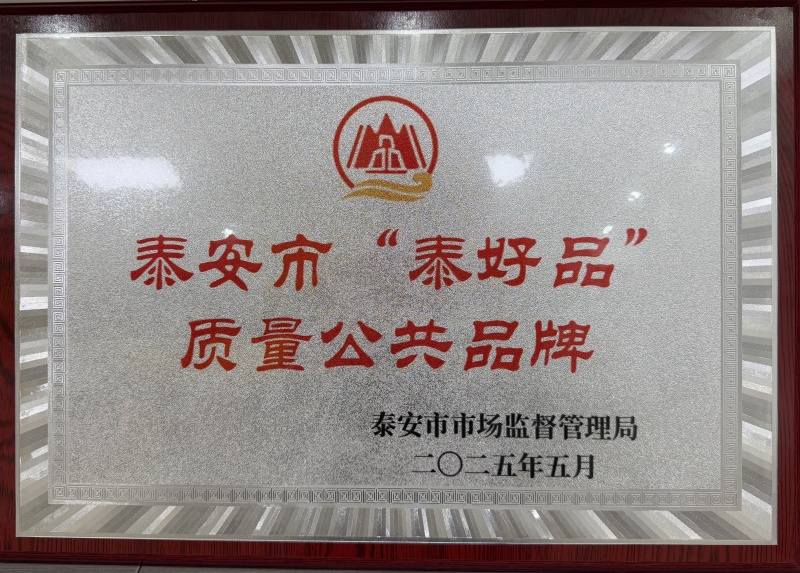 泰安市“泰好品”
质量公共品牌
泰安市市场监督管理局
二〇二五年五月